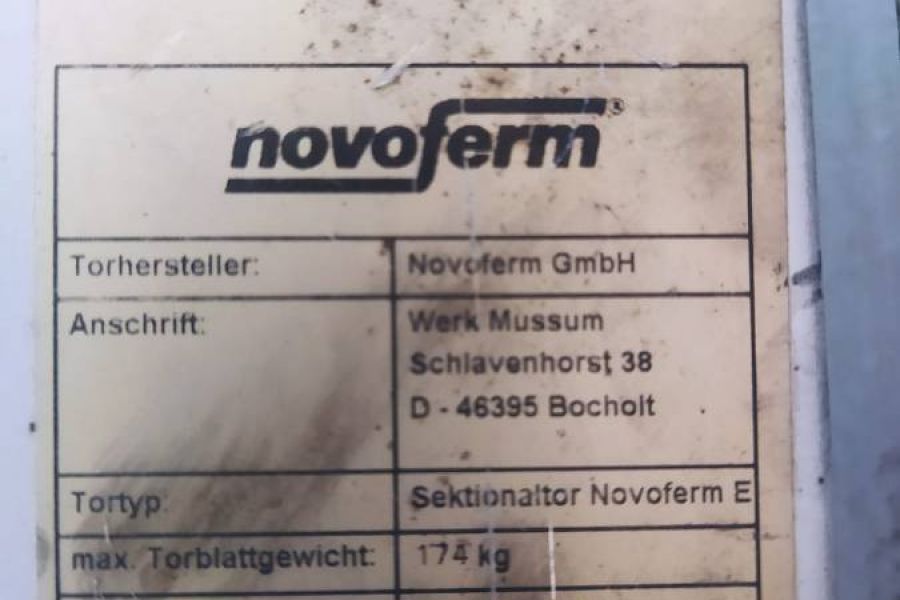 novoferm®
Torhersteller: Novoferm GmbH
Anschrift: Werk Mussum
Schlavenhorst 38
D - 46395 Bocholt
Tortyp: Sektionaltor Novoferm E
max. Torblattgewicht: 174 kg